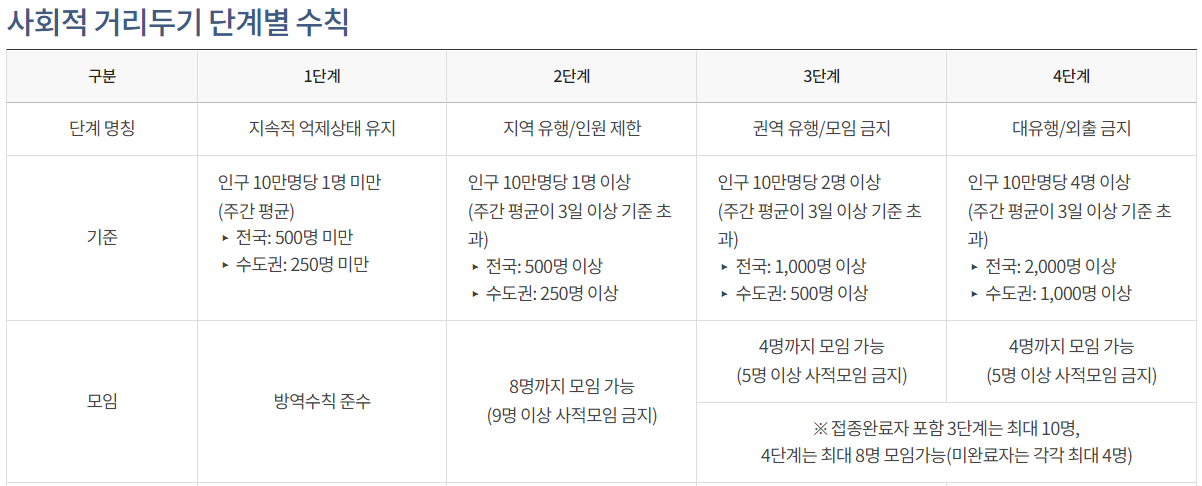 사회적 거리두기 단계별 수칙
구분 1단계 2단계 3단계 4단계
단계 명칭 지속적 억제상태 유지 지역 유행/인원 제한 권역 유행/모임 금지 대유행/외출 금지
기준
인구 10만명당 1명 미만
(주간 평균)
▸ 전국: 500명 미만
▸ 수도권: 250명 미만
인구 10만명당 1명 이상
(주간 평균이 3일 이상 기준 초
과)
▸ 전국: 500명 이상
▸ 수도권: 250명 이상
인구 10만명당 2명 이상
(주간 평균이 3일 이상 기준 초
과)
▸ 전국: 1,000명 이상
▸ 수도권: 500명 이상
인구 10만명당 4명 이상
(주간 평균이 3일 이상 기준 초
과)
▸ 전국: 2,000명 이상
▸ 수도권: 1,000명 이상
모임
방역수칙 준수
8명까지 모임 가능
(9명 이상 사적모임 금지)
4명까지 모임 가능
(5명 이상 사적모임 금지)
4명까지 모임 가능
(5명 이상 사적모임 금지)
※ 접종완료자 포함 3단계는 최대 10명,
4단계는 최대 8명 모임가능(미완료자는 각각 최대 4명)